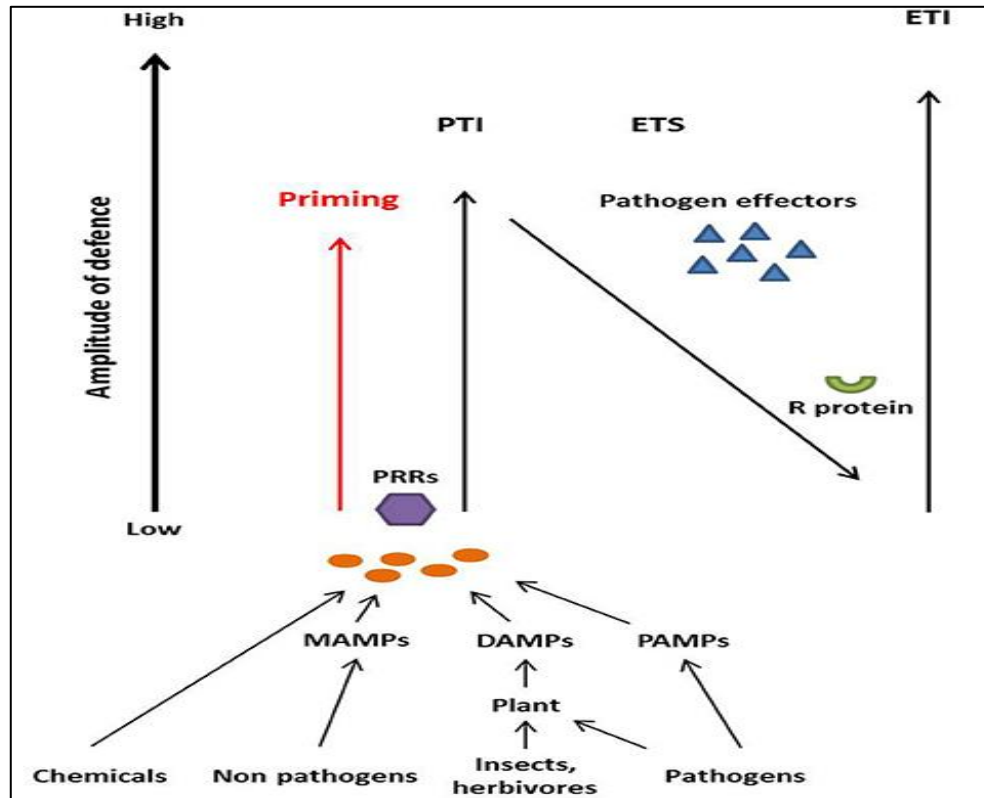 High
ETI
PTI
ETS
Priming
Pathogen effectors
Amplitude of defence
R protein
PRRs
Low
MAMPs
DAMPs
PAMPs
Plant
Chemicals
Non pathogens
Insects,
herbivores
Pathogens